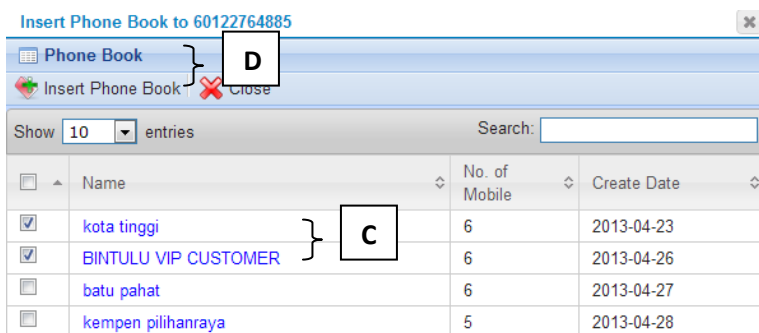 Insert Phone Book to 60122764885
Phone Book
D
Insert Phone Book Close
Show 10 entries Search:
Name No. of Mobile Create Date
kota tinggi 6 2013-04-23
C
BINTULU VIP CUSTOMER 6 2013-04-26
batu pahat 6 2013-04-27
kempen pilihanraya 5 2013-04-28